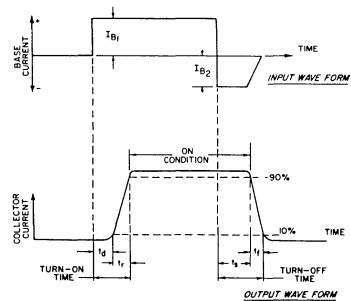 +
I_B1
BASE CURRENT
TIME
I_B2
INPUT WAVE FORM
-
ON
CONDITION
90%
COLLECTOR CURRENT
10%
TIME
t_d
t_r
t_s
t_f
TURN-ON
TIME
TURN-OFF
TIME
OUTPUT WAVE FORM